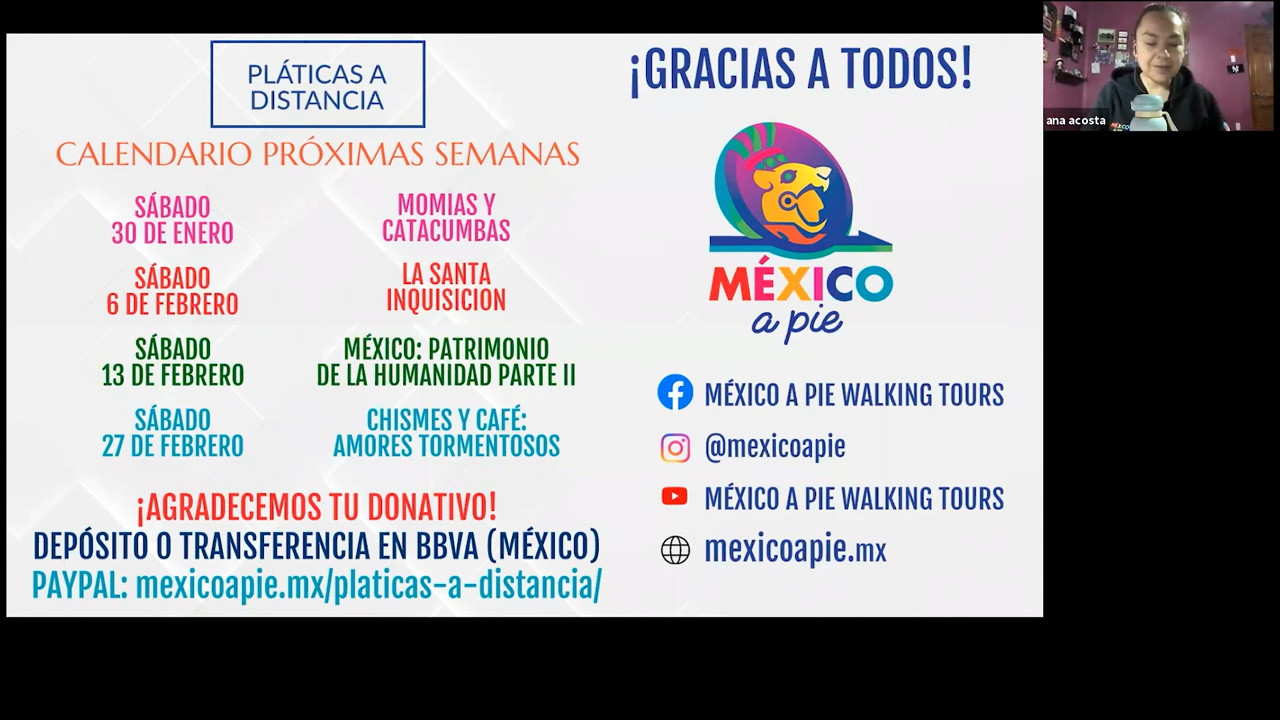 PLÁTICAS A
DISTANCIA
CALENDARIO PRÓXIMAS SEMANAS
SÁBADO
30 DE ENERO
MOMIAS Y
CATACUMBAS
SÁBADO
6 DE FEBRERO
LA SANTA
INQUISICION
SÁBADO
13 DE FEBRERO
MÉXICO: PATRIMONIO
DE LA HUMANIDAD PARTE II
SÁBADO
27 DE FEBRERO
CHISMES Y CAFÉ:
AMORES TORMENTOSOS
¡AGRADECEMOS TU DONATIVO!
DEPÓSITO O TRANSFERENCIA EN BBVA (MÉXICO)
PAYPAL: mexicoapie.mx/platicas-a-distancia/
¡GRACIAS A TODOS!
MÉXICO
a pie
MÉXICO A PIE WALKING TOURS
@mexicoapie
MÉXICO A PIE WALKING TOURS
mexicoapie.mx
ana acosta